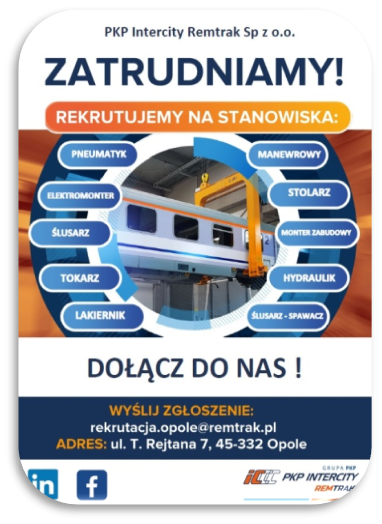 PKP Intercity Remtrak Sp z o.o.
ZATRUDNIAMY!
REKRUTUJEMY NA STANOWISKA:
PNEUMATYK
MANEWROWY
ELEKTROMONTER
STOLARZ
ŚLUSARZ
MONTER ZABUDOWY
TOKARZ
HYDRAULIK
LAKIERNIK
ŚLUSARZ - SPAWACZ
DOŁĄCZ DO NAS !
WYŚLIJ ZGŁOSZENIE:
rekrutacja.opole@remtrak.pl
ADRES: ul. T. Rejtana 7, 45-332 Opole
in f
GRUPA PKP
ICCC PKP INTERCITY
REMTRAK